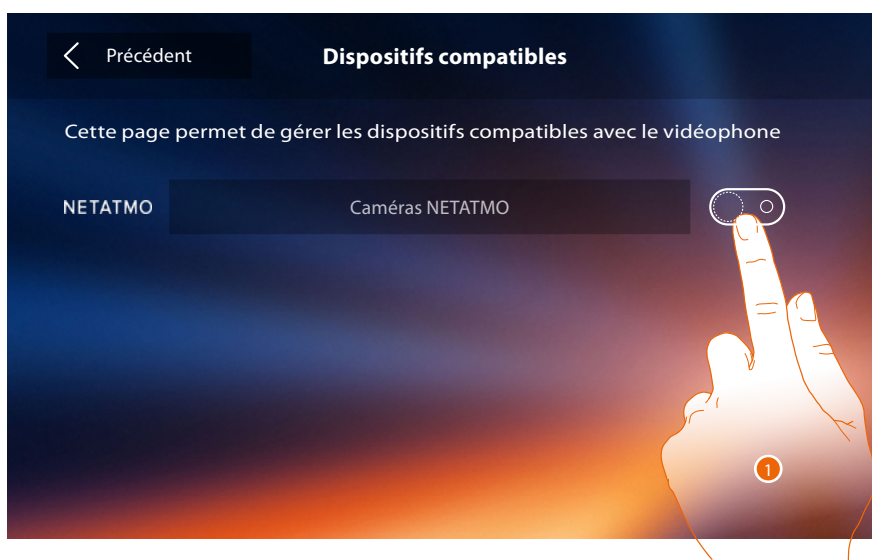 Précédent
Dispositifs compatibles
Cette page permet de gérer les dispositifs compatibles avec le vidéophone
NETATMO
Caméras NETATMO
1